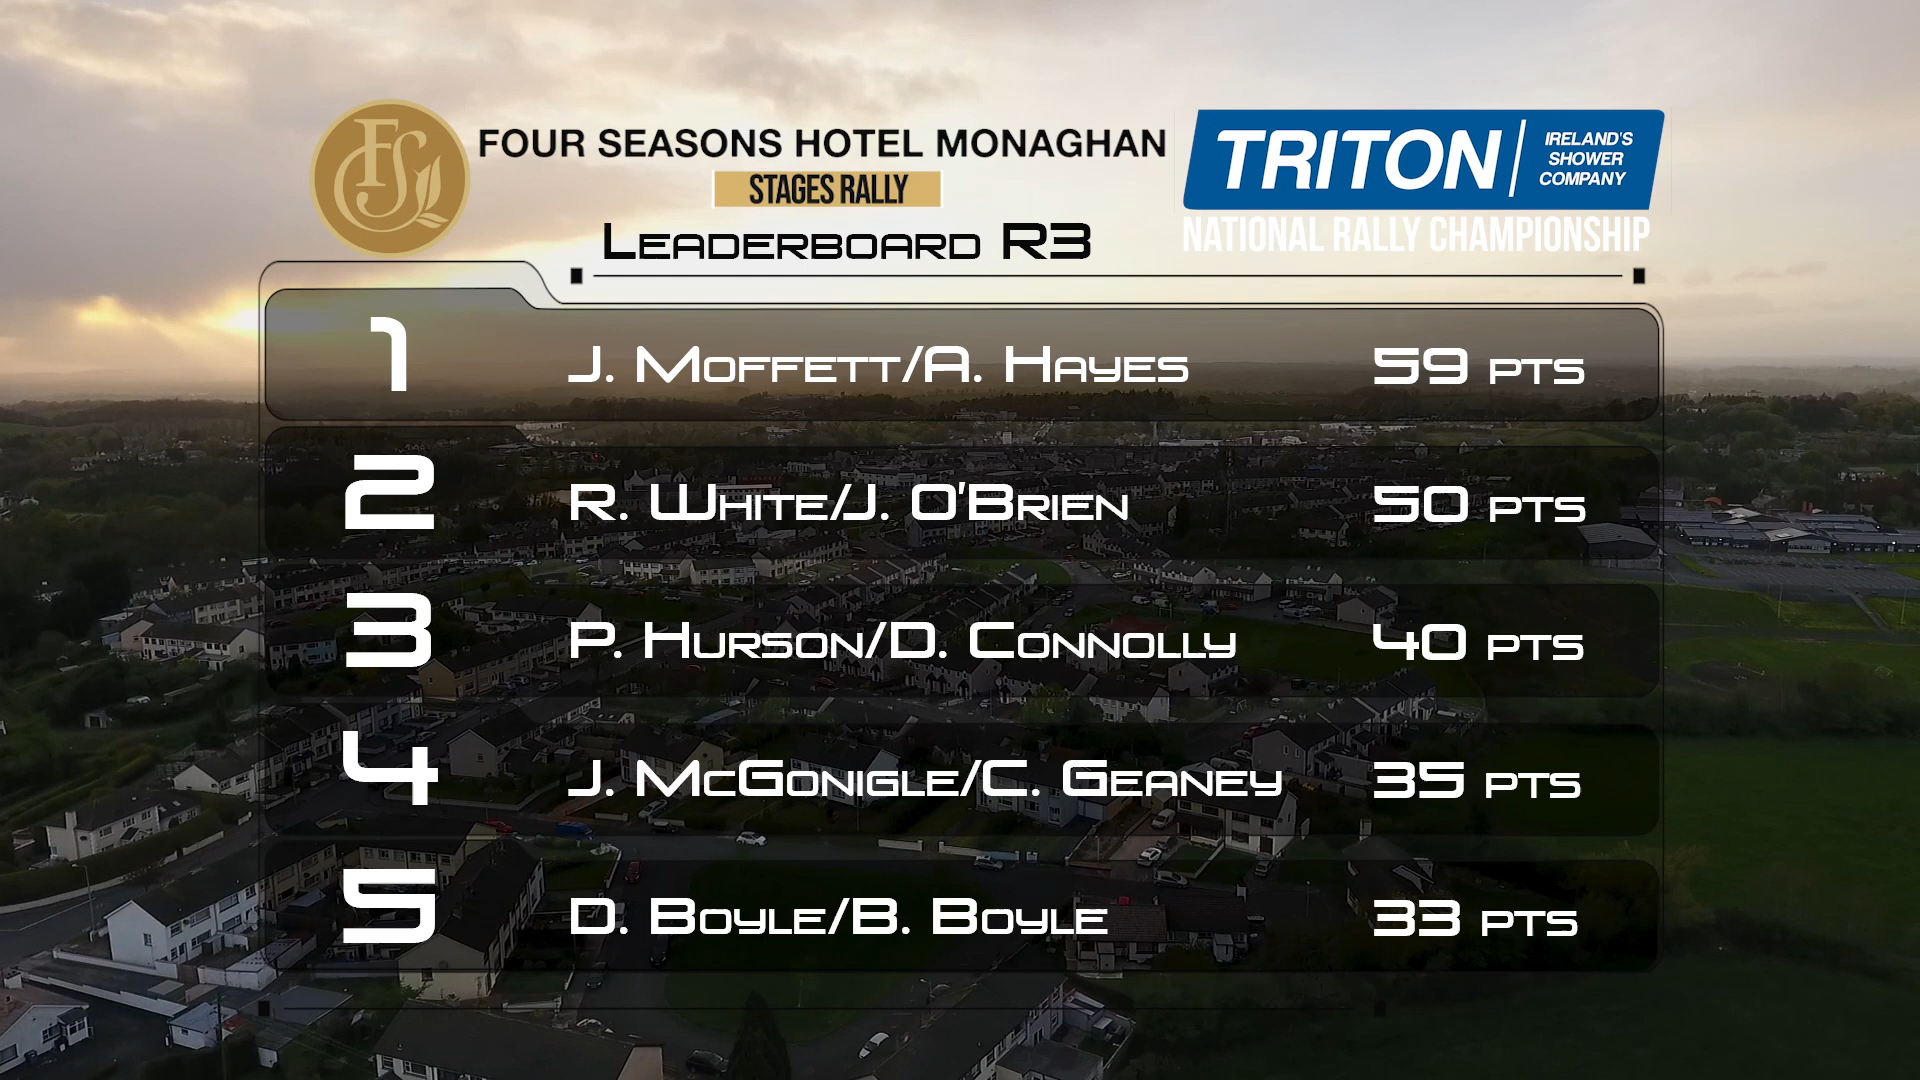 FS
FOUR SEASONS HOTEL MONAGHAN
STAGES RALLY
TRITON
IRELAND'S
SHOWER
COMPANY
NATIONAL RALLY CHAMPIONSHIP
Leaderboard R3
1 J. Moffett/A. Hayes 59 pts
2 R. White/J. O'Brien 50 pts
3 P. Hurson/D. Connolly 40 pts
4 J. McGonigle/C. Geaney 35 pts
5 D. Boyle/B. Boyle 33 pts